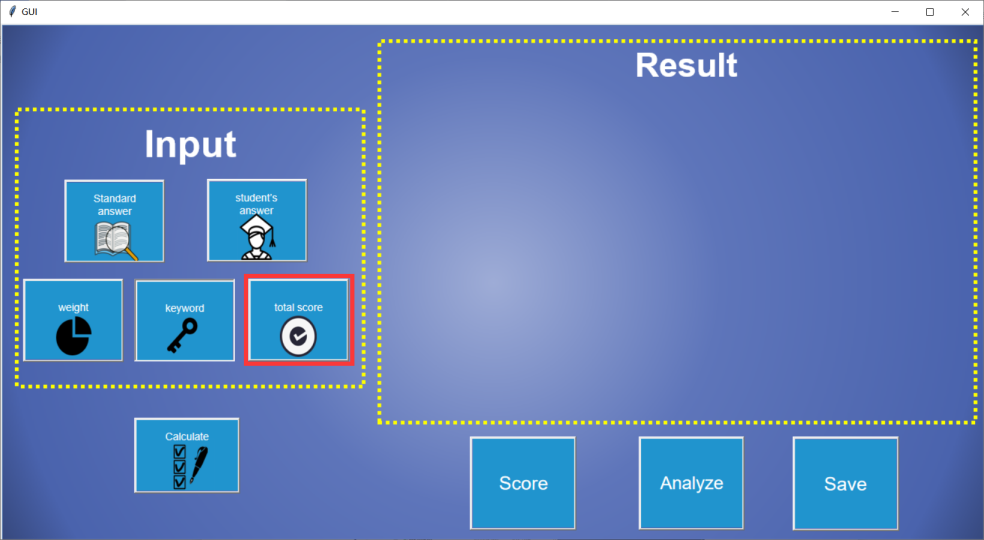 GUI
Result
Input
Standard
answer
student's
answer
weight
keyword
total score
Calculate
Score
Analyze
Save